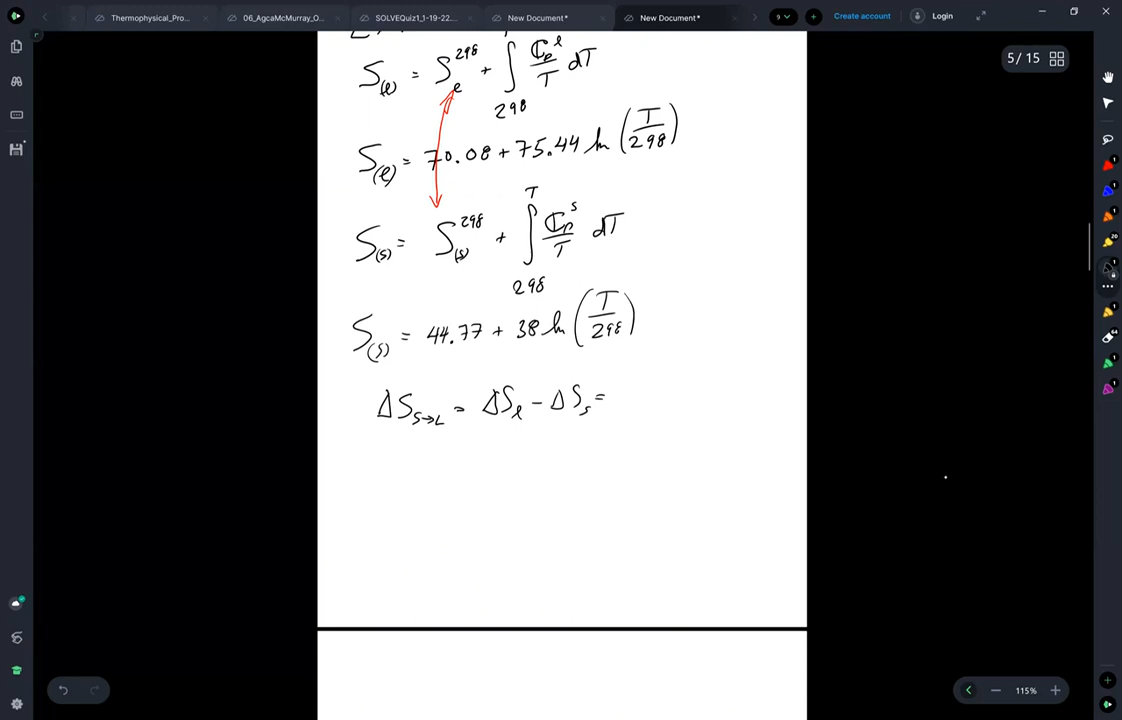 Thermophysical_Pro...
06_AgcaMcMurray_O...
SOLVEQuiz1_1-19-22....
New Document*
New Document*
9
Create account
Login
5 / 15
S(l) = S_l^298 + ∫_298 (Cp^l / T) dT
S(l) = 70.08 + 75.44 ln (T/298)
S(s) = S(s)^298 + ∫_298^T (Cp^s / T) dT
S(s) = 44.77 + 38 ln (T/298)
ΔS_S→L = ΔS_l − ΔS_s =
115%